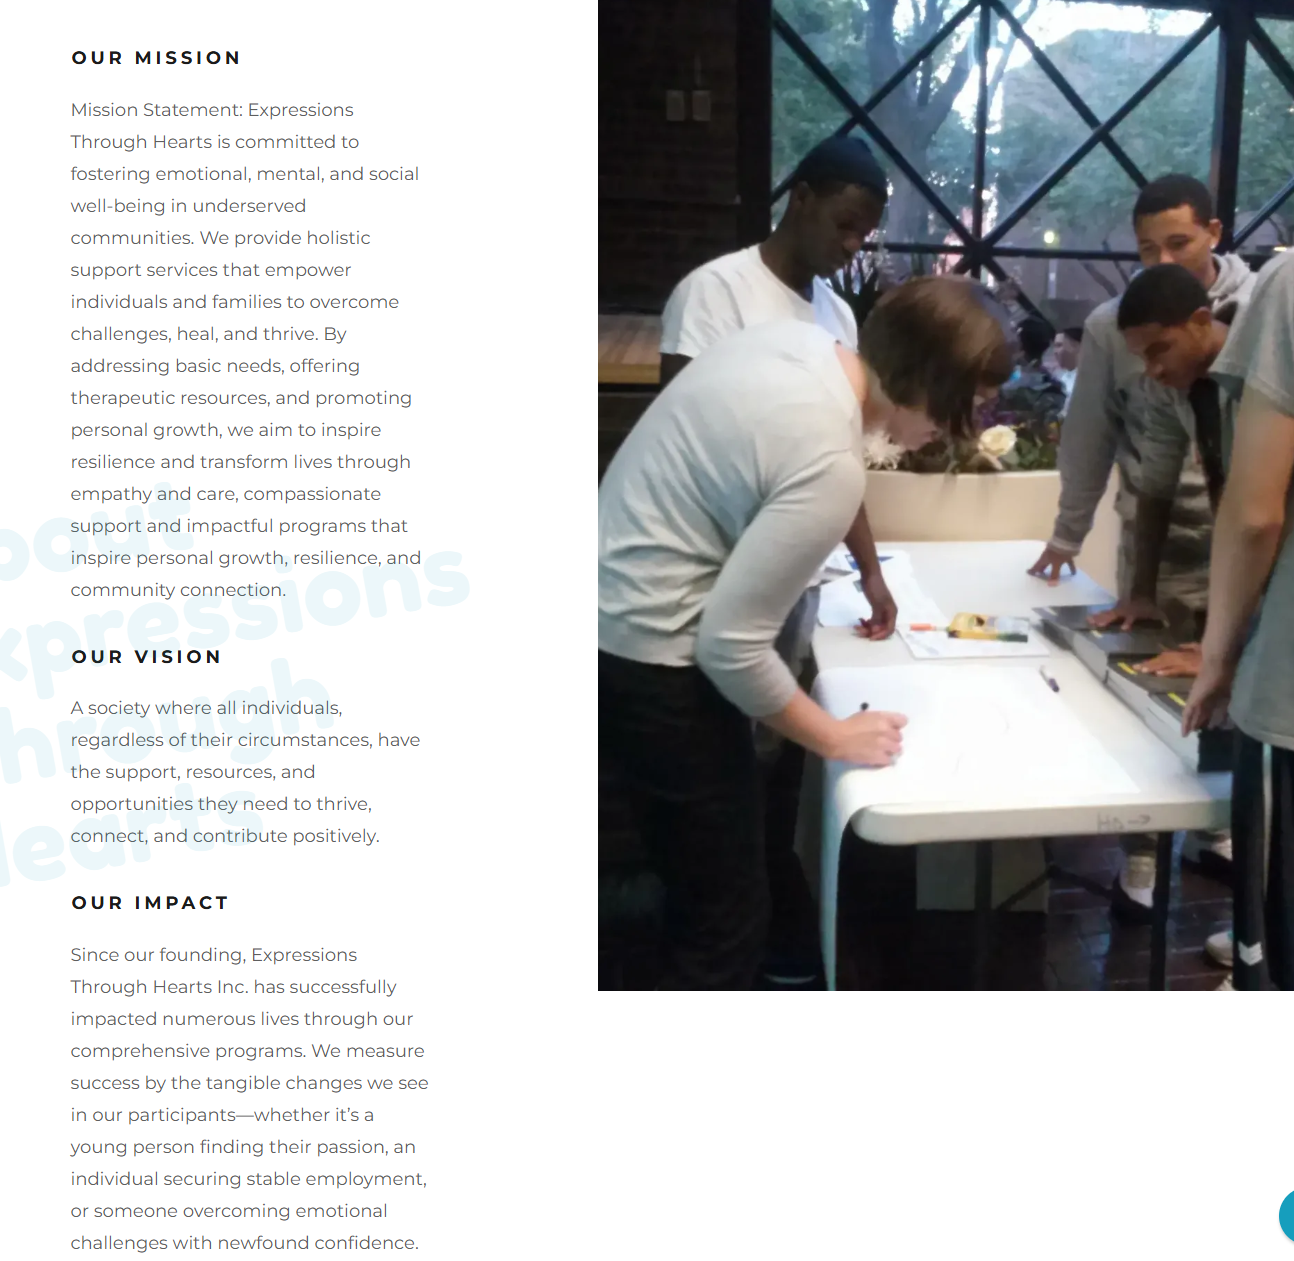 OUR MISSION
Mission Statement: Expressions
Through Hearts is committed to
fostering emotional, mental, and social
well-being in underserved
communities. We provide holistic
support services that empower
individuals and families to overcome
challenges, heal, and thrive. By
addressing basic needs, offering
therapeutic resources, and promoting
personal growth, we aim to inspire
resilience and transform lives through
empathy and care, compassionate
support and impactful programs that
inspire personal growth, resilience, and
community connection.
OUR VISION
A society where all individuals,
regardless of their circumstances, have
the support, resources, and
opportunities they need to thrive,
connect, and contribute positively.
OUR IMPACT
Since our founding, Expressions
Through Hearts Inc. has successfully
impacted numerous lives through our
comprehensive programs. We measure
success by the tangible changes we see
in our participants—whether it’s a
young person finding their passion, an
individual securing stable employment,
or someone overcoming emotional
challenges with newfound confidence.